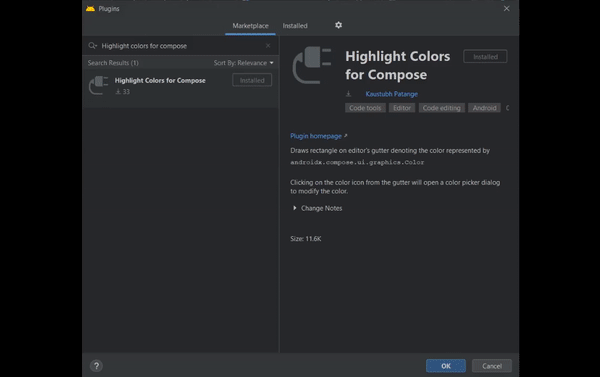 Plugins
Marketplace
Installed
Highlight colors for compose
Search Results (1)
Sort By: Relevance
Highlight Colors for Compose
Installed
33
Highlight Colors
for Compose
Installed
Kaustubh Patange
Code tools
Editor
Code editing
Android
Plugin homepage
Draws rectangle on editor's gutter denoting the color represented by
androidx.compose.ui.graphics.Color
Clicking on the color icon from the gutter will open a color picker dialog
to modify the color.
Change Notes
Size: 11.6K
?
OK
Cancel